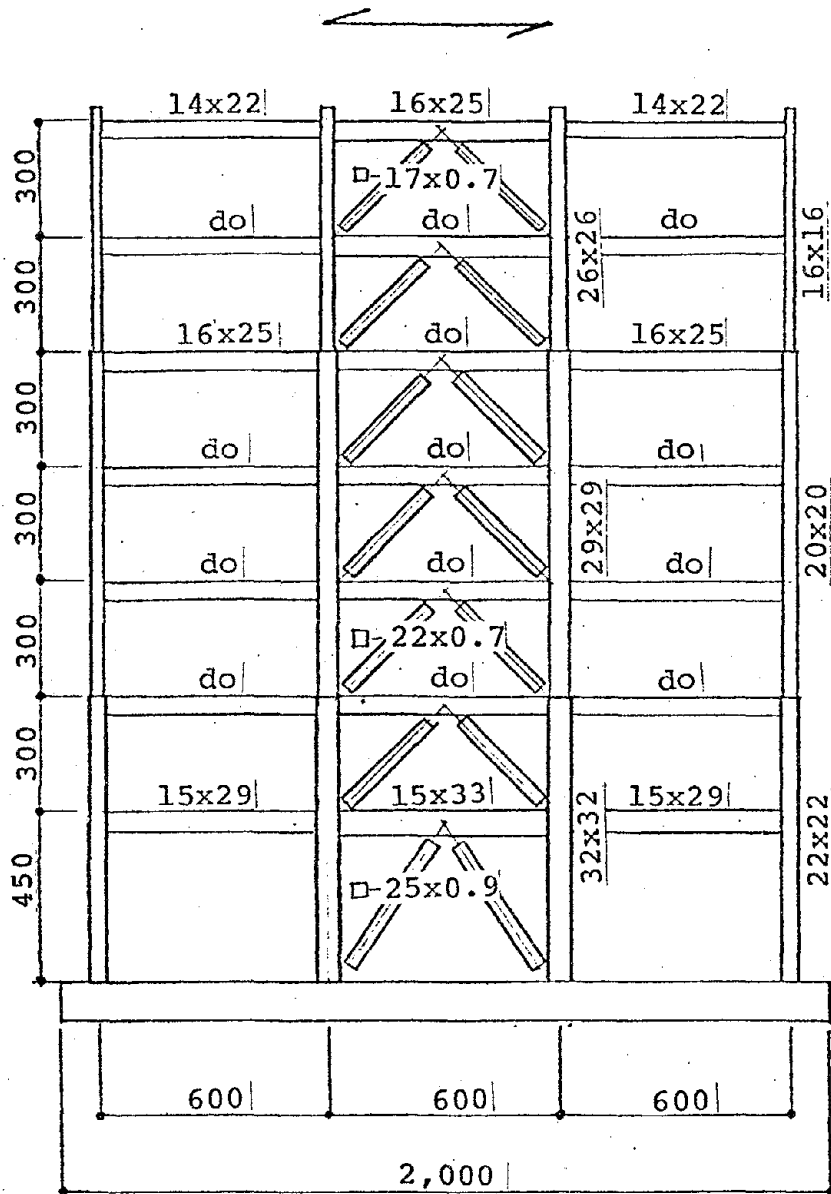 14x22 16x25 14x22
300
□-17x0.7
do do do
26x26
16x16
300
16x25 do 16x25
300
do do do
300
29x29
20x20
do do do
300
□-22x0.7
do do do
300
15x29 15x33 15x29
32x32
22x22
450
□-25x0.9
600 600 600
2,000